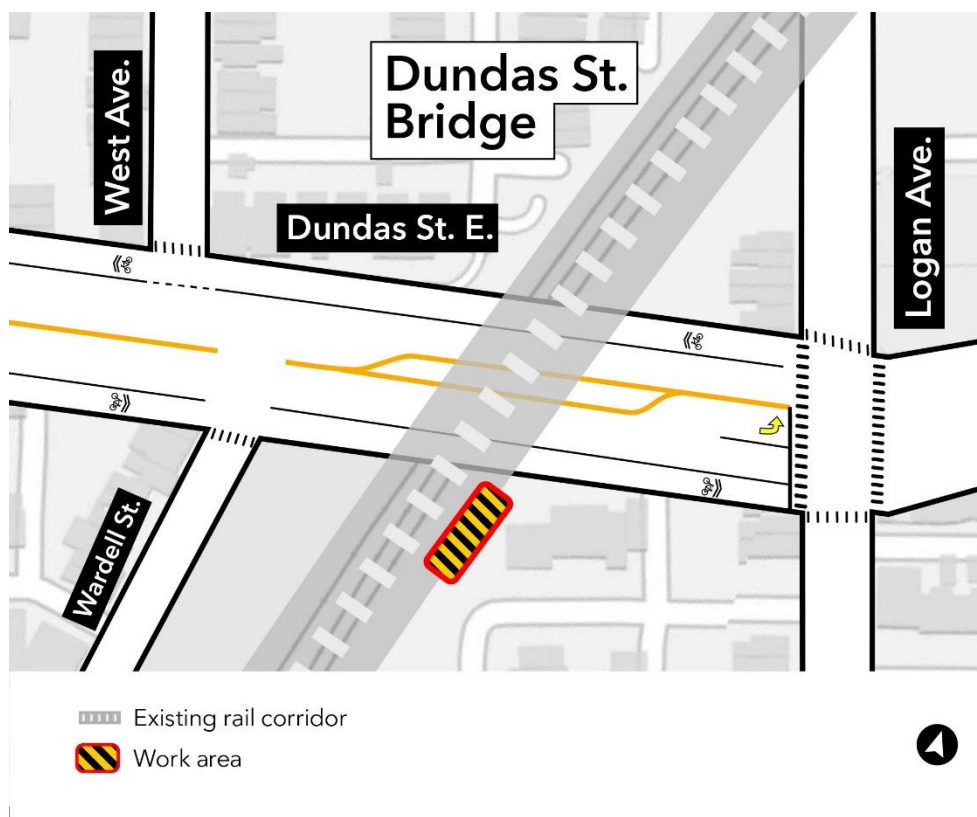 Dundas St.
Bridge
West Ave.
Dundas St. E.
Logan Ave.
Wardell St.
Existing rail corridor
Work area